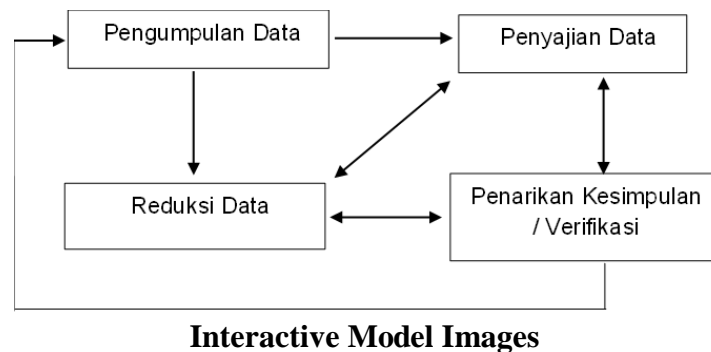 Pengumpulan Data
Penyajian Data
Reduksi Data
Penarikan Kesimpulan
/ Verifikasi
Interactive Model Images